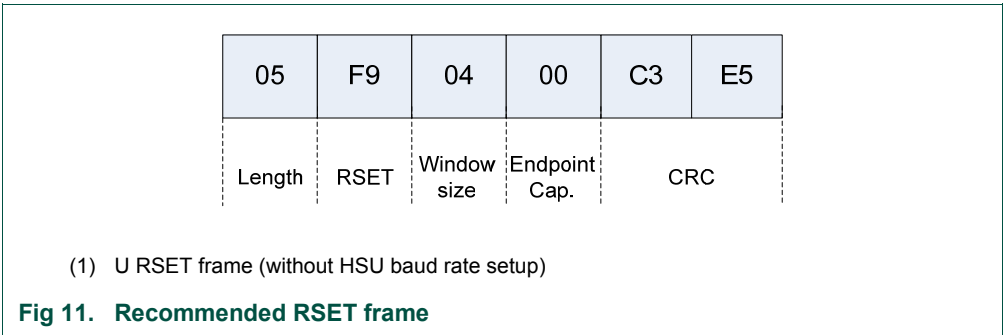 05 F9 04 00 C3 E5
Length RSET Window size Endpoint Cap. CRC
(1) U RSET frame (without HSU baud rate setup)
Fig 11. Recommended RSET frame